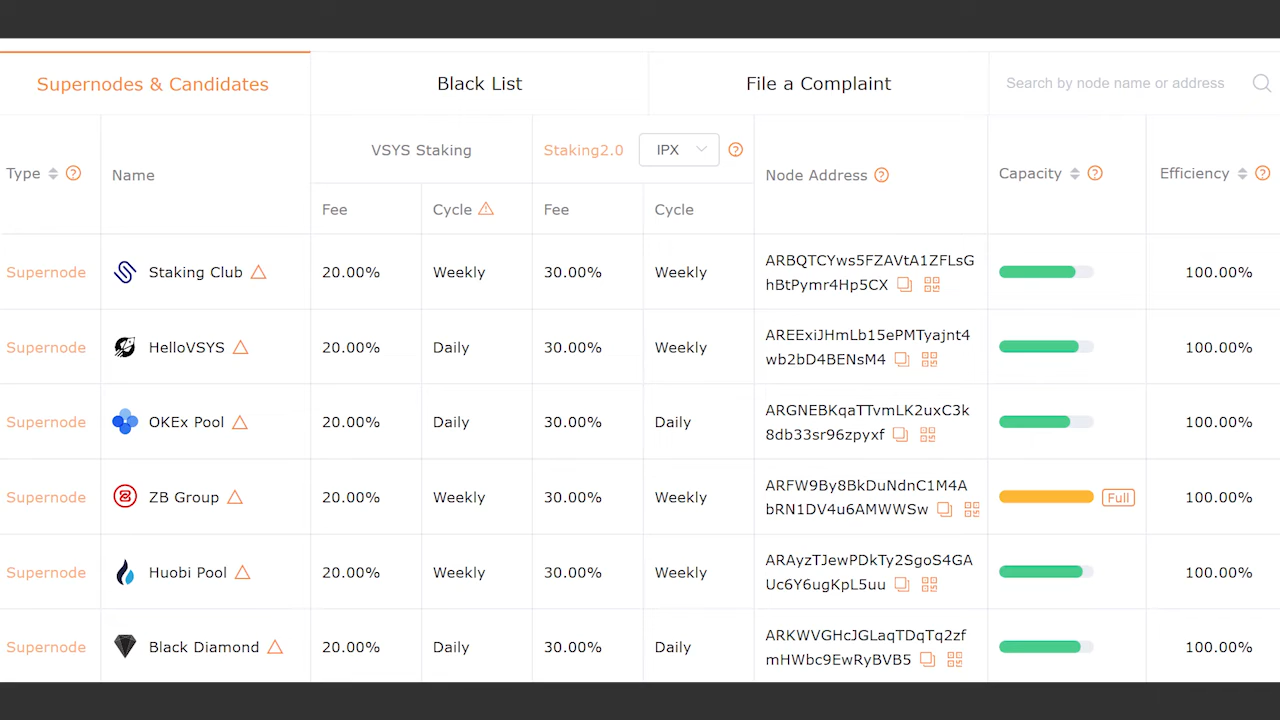 Supernodes & Candidates
Black List
File a Complaint
Search by node name or address
Type
Name
VSYS Staking
Staking2.0
IPX
Node Address
Capacity
Efficiency
Fee
Cycle
Fee
Cycle
Supernode
Staking Club
20.00%
Weekly
30.00%
Weekly
ARBQTCYws5FZAVtA1ZFLsG
hBtPymr4Hp5CX
100.00%
Supernode
HelloVSYS
20.00%
Daily
30.00%
Weekly
AREExiJHmLb15ePMTyajnt4
wb2bD4BENsM4
100.00%
Supernode
OKEx Pool
20.00%
Daily
30.00%
Daily
ARGNEBKqaTTvmLK2uxC3k
8db33sr96zpyxf
100.00%
Supernode
ZB Group
20.00%
Weekly
30.00%
Weekly
ARFW9By8BkDuNdnC1M4A
bRN1DV4u6AMWWSw
Full
100.00%
Supernode
Huobi Pool
20.00%
Weekly
30.00%
Weekly
ARAyzTJewPDkTy2SgoS4GA
Uc6Y6ugKpL5uu
100.00%
Supernode
Black Diamond
20.00%
Daily
30.00%
Daily
ARKWVGHcJGLaqTDqTq2zf
mHWbc9EwRyBVB5
100.00%